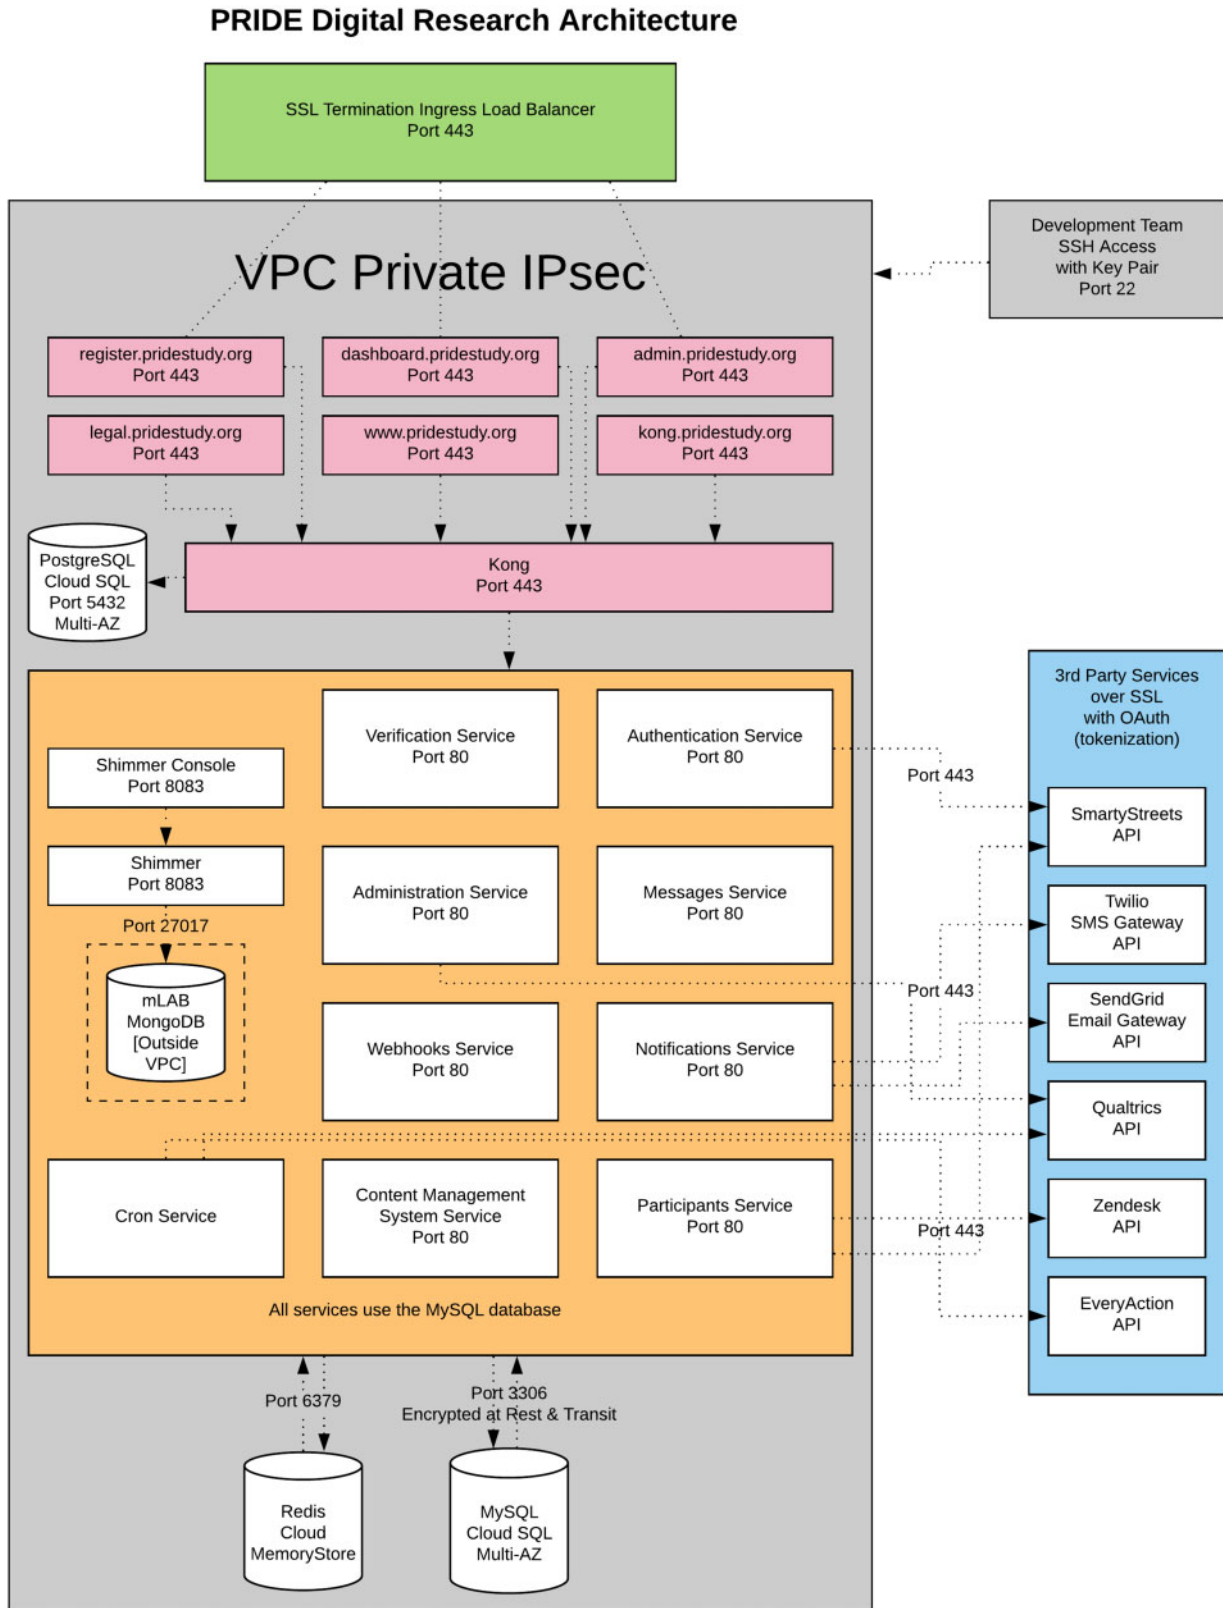 PRIDE Digital Research Architecture
SSL Termination Ingress Load Balancer
Port 443
VPC Private IPsec
Development Team
SSH Access
with Key Pair
Port 22
register.pridestudy.org
Port 443
dashboard.pridestudy.org
Port 443
admin.pridestudy.org
Port 443
legal.pridestudy.org
Port 443
www.pridestudy.org
Port 443
kong.pridestudy.org
Port 443
PostgreSQL
Cloud SQL
Port 5432
Multi-AZ
Kong
Port 443
Shimmer Console
Port 8083
Verification Service
Port 80
Authentication Service
Port 80
Shimmer
Port 8083
Administration Service
Port 80
Messages Service
Port 80
Port 27017
mLAB
MongoDB
[Outside
VPC]
Webhooks Service
Port 80
Notifications Service
Port 80
Cron Service
Content Management
System Service
Port 80
Participants Service
Port 80
All services use the MySQL database
Port 443
Port 443
Port 443
3rd Party Services
over SSL
with OAuth
(tokenization)
SmartyStreets
API
Twilio
SMS Gateway
API
SendGrid
Email Gateway
API
Qualtrics
API
Zendesk
API
EveryAction
API
Port 6379
Port 3306
Encrypted at Rest & Transit
Redis
Cloud
MemoryStore
MySQL
Cloud SQL
Multi-AZ